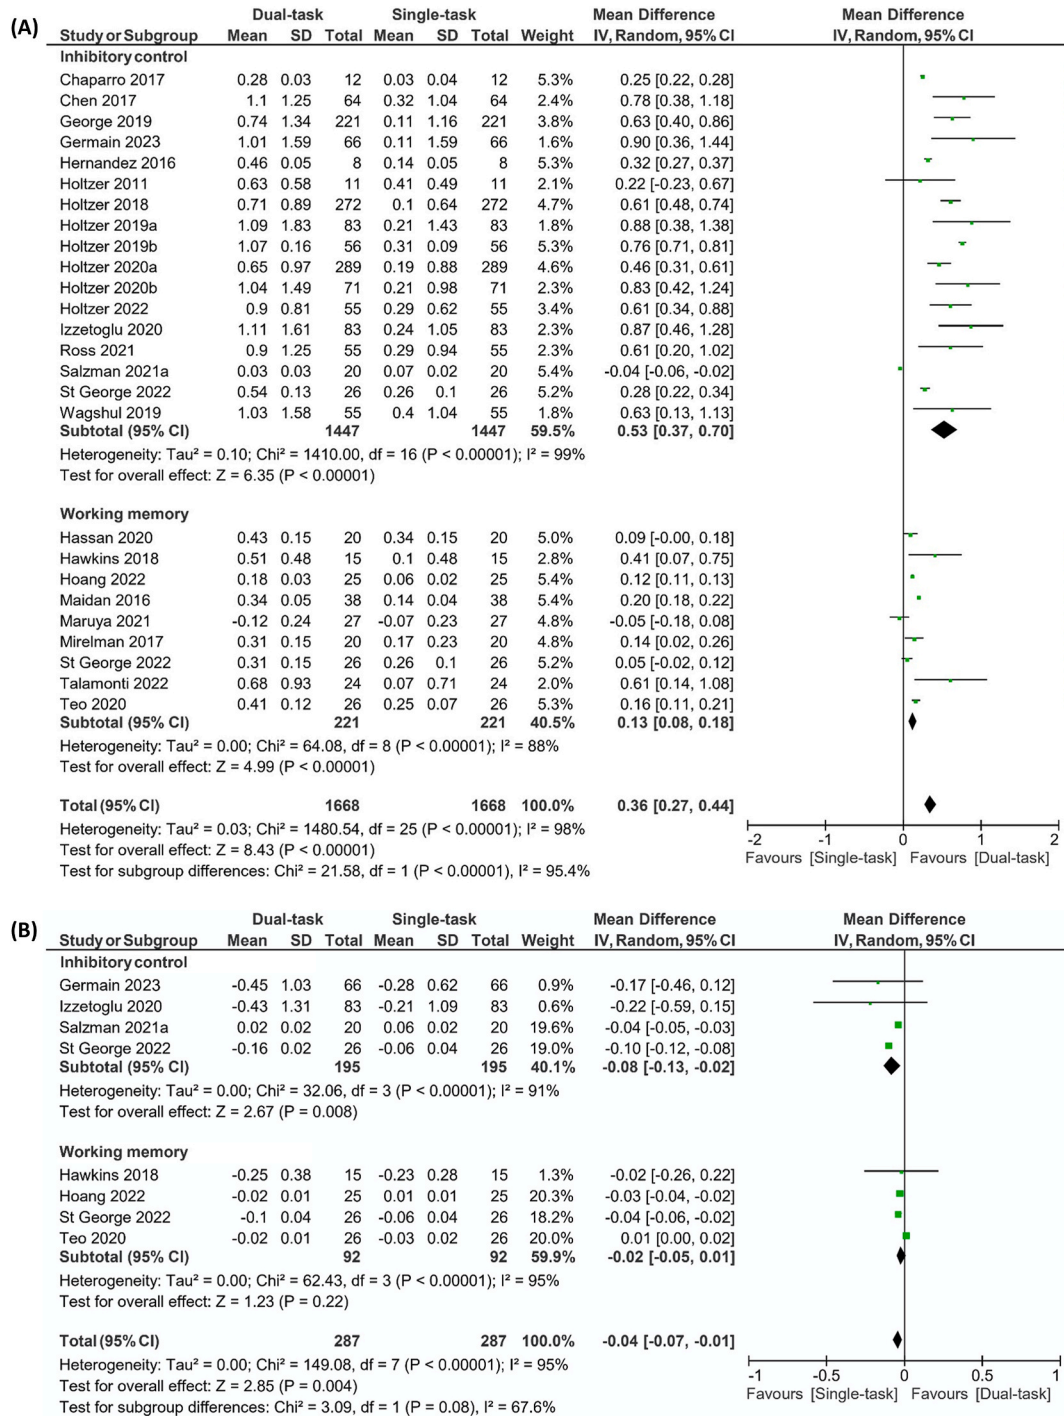 (A)
Dual-task Single-task Mean Difference Mean Difference
Study or Subgroup Mean SD Total Mean SD Total Weight IV, Random, 95% CI IV, Random, 95% CI
Inhibitory control
Chaparro 2017 0.28 0.03 12 0.03 0.04 12 5.3% 0.25 [0.22, 0.28]
Chen 2017 1.1 1.25 64 0.32 1.04 64 2.4% 0.78 [0.38, 1.18]
George 2019 0.74 1.34 221 0.11 1.16 221 3.8% 0.63 [0.40, 0.86]
Germain 2023 1.01 1.59 66 0.11 1.59 66 1.6% 0.90 [0.36, 1.44]
Hernandez 2016 0.46 0.05 8 0.14 0.05 8 5.3% 0.32 [0.27, 0.37]
Holtzer 2011 0.63 0.58 11 0.41 0.49 11 2.1% 0.22 [-0.23, 0.67]
Holtzer 2018 0.71 0.89 272 0.1 0.64 272 4.7% 0.61 [0.48, 0.74]
Holtzer 2019a 1.09 1.83 83 0.21 1.43 83 1.8% 0.88 [0.38, 1.38]
Holtzer 2019b 1.07 0.16 56 0.31 0.09 56 5.3% 0.76 [0.71, 0.81]
Holtzer 2020a 0.65 0.97 289 0.19 0.88 289 4.6% 0.46 [0.31, 0.61]
Holtzer 2020b 1.04 1.49 71 0.21 0.98 71 2.3% 0.83 [0.42, 1.24]
Holtzer 2022 0.9 0.81 55 0.29 0.62 55 3.4% 0.61 [0.34, 0.88]
Izzetoglu 2020 1.11 1.61 83 0.24 1.05 83 2.3% 0.87 [0.46, 1.28]
Ross 2021 0.9 1.25 55 0.29 0.94 55 2.3% 0.61 [0.20, 1.02]
Salzman 2021a 0.03 0.03 20 0.07 0.02 20 5.4% -0.04 [-0.06, -0.02]
St George 2022 0.54 0.13 26 0.26 0.1 26 5.2% 0.28 [0.22, 0.34]
Wagshul 2019 1.03 1.58 55 0.4 1.04 55 1.8% 0.63 [0.13, 1.13]
Subtotal (95% CI) 1447 1447 59.5% 0.53 [0.37, 0.70]
Heterogeneity: Tau² = 0.10; Chi² = 1410.00, df = 16 (P < 0.00001); I² = 99%
Test for overall effect: Z = 6.35 (P < 0.00001)
Working memory
Hassan 2020 0.43 0.15 20 0.34 0.15 20 5.0% 0.09 [-0.00, 0.18]
Hawkins 2018 0.51 0.48 15 0.1 0.48 15 2.8% 0.41 [0.07, 0.75]
Hoang 2022 0.18 0.03 25 0.06 0.02 25 5.4% 0.12 [0.11, 0.13]
Maidan 2016 0.34 0.05 38 0.14 0.04 38 5.4% 0.20 [0.18, 0.22]
Maruya 2021 -0.12 0.24 27 -0.07 0.23 27 4.8% -0.05 [-0.18, 0.08]
Mirelman 2017 0.31 0.15 20 0.17 0.23 20 4.8% 0.14 [0.02, 0.26]
St George 2022 0.31 0.15 26 0.26 0.1 26 5.2% 0.05 [-0.02, 0.12]
Talamonti 2022 0.68 0.93 24 0.07 0.71 24 2.0% 0.61 [0.14, 1.08]
Teo 2020 0.41 0.12 26 0.25 0.07 26 5.3% 0.16 [0.11, 0.21]
Subtotal (95% CI) 221 221 40.5% 0.13 [0.08, 0.18]
Heterogeneity: Tau² = 0.00; Chi² = 64.08, df = 8 (P < 0.00001); I² = 88%
Test for overall effect: Z = 4.99 (P < 0.00001)
Total (95% CI) 1668 1668 100.0% 0.36 [0.27, 0.44]
Heterogeneity: Tau² = 0.03; Chi² = 1480.54, df = 25 (P < 0.00001); I² = 98%
Test for overall effect: Z = 8.43 (P < 0.00001)
Test for subgroup differences: Chi² = 21.58, df = 1 (P < 0.00001), I² = 95.4%
-2 -1 0 1 2
Favours [Single-task] Favours [Dual-task]
(B)
Dual-task Single-task Mean Difference Mean Difference
Study or Subgroup Mean SD Total Mean SD Total Weight IV, Random, 95% CI IV, Random, 95% CI
Inhibitory control
Germain 2023 -0.45 1.03 66 -0.28 0.62 66 0.9% -0.17 [-0.46, 0.12]
Izzetoglu 2020 -0.43 1.31 83 -0.21 1.09 83 0.6% -0.22 [-0.59, 0.15]
Salzman 2021a 0.02 0.02 20 0.06 0.02 20 19.6% -0.04 [-0.05, -0.03]
St George 2022 -0.16 0.02 26 -0.06 0.04 26 19.0% -0.10 [-0.12, -0.08]
Subtotal (95% CI) 195 195 40.1% -0.08 [-0.13, -0.02]
Heterogeneity: Tau² = 0.00; Chi² = 32.06, df = 3 (P < 0.00001); I² = 91%
Test for overall effect: Z = 2.67 (P = 0.008)
Working memory
Hawkins 2018 -0.25 0.38 15 -0.23 0.28 15 1.3% -0.02 [-0.26, 0.22]
Hoang 2022 -0.02 0.01 25 0.01 0.01 25 20.3% -0.03 [-0.04, -0.02]
St George 2022 -0.1 0.04 26 -0.06 0.04 26 18.2% -0.04 [-0.06, -0.02]
Teo 2020 -0.02 0.01 26 -0.03 0.02 26 20.0% 0.01 [0.00, 0.02]
Subtotal (95% CI) 92 92 59.9% -0.02 [-0.05, 0.01]
Heterogeneity: Tau² = 0.00; Chi² = 62.43, df = 3 (P < 0.00001); I² = 95%
Test for overall effect: Z = 1.23 (P = 0.22)
Total (95% CI) 287 287 100.0% -0.04 [-0.07, -0.01]
Heterogeneity: Tau² = 0.00; Chi² = 149.08, df = 7 (P < 0.00001); I² = 95%
Test for overall effect: Z = 2.85 (P = 0.004)
Test for subgroup differences: Chi² = 3.09, df = 1 (P = 0.08), I² = 67.6%
-1 -0.5 0 0.5 1
Favours [Single-task] Favours [Dual-task]